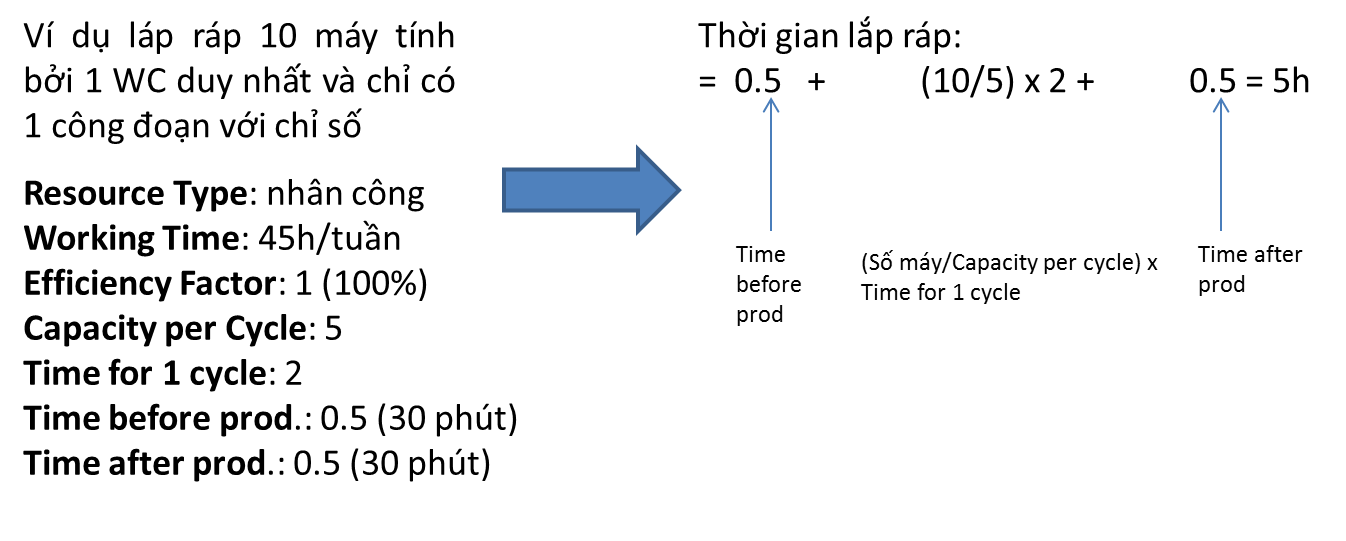 Ví dụ láp ráp 10 máy tính
bởi 1 WC duy nhất và chỉ có
1 công đoạn với chỉ số
Resource Type: nhân công
Working Time: 45h/tuần
Efficiency Factor: 1 (100%)
Capacity per Cycle: 5
Time for 1 cycle: 2
Time before prod.: 0.5 (30 phút)
Time after prod.: 0.5 (30 phút)
Thời gian lắp ráp:
= 0.5 + (10/5) x 2 + 0.5 = 5h
Time
before
prod
(Số máy/Capacity per cycle) x
Time for 1 cycle
Time after
prod